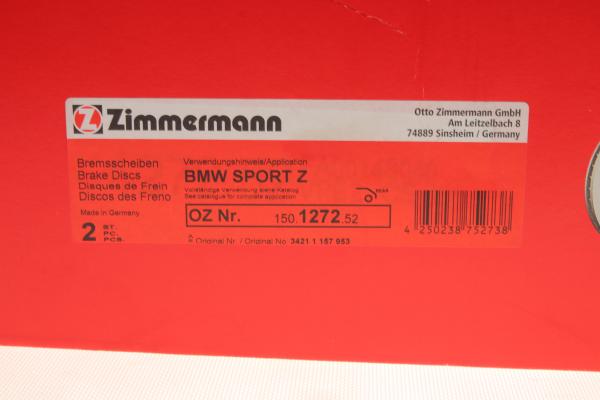 Z Zimmermann
Otto Zimmermann GmbH
Am Leitzelbach 8
74889 Sinsheim / Germany
Bremsscheiben
Brake Discs
Disques de Frein
Discos des Freno
Made in Germany
2 ST.
PC.
PCS.
Verwendungshinweis/Application
BMW SPORT Z
Vollständige Verwendung siehe Katalog
See catalogue for complete application
REAR
OZ Nr. 150.1272.52
Original Nr. / Original No 3421 1 157 953
4 250238 752738